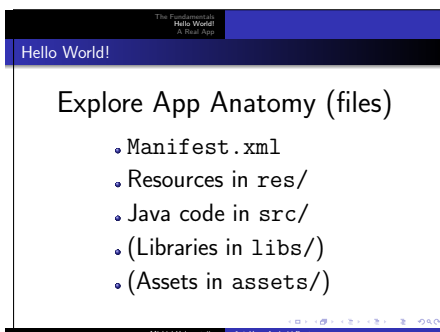 The Fundamentals
Hello World!
A Real App
Hello World!
Explore App Anatomy (files)
Manifest.xml
Resources in res/
Java code in src/
(Libraries in libs/)
(Assets in assets/)